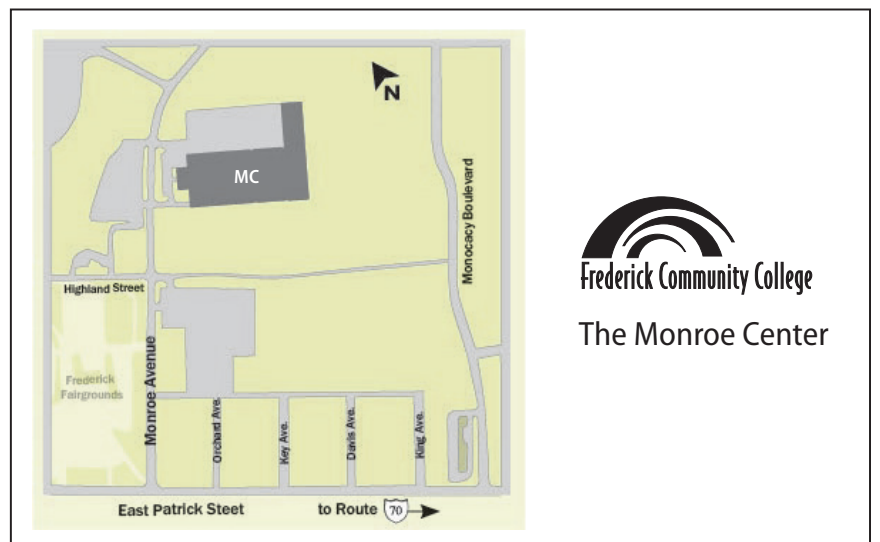 N
MC
Monocacy Boulevard
Highland Street
Frederick
Fairgrounds
Monroe Avenue
Orchard Ave.
Key Ave.
Davis Ave.
King Ave.
East Patrick Steet
to Route 70
Frederick Community College
The Monroe Center